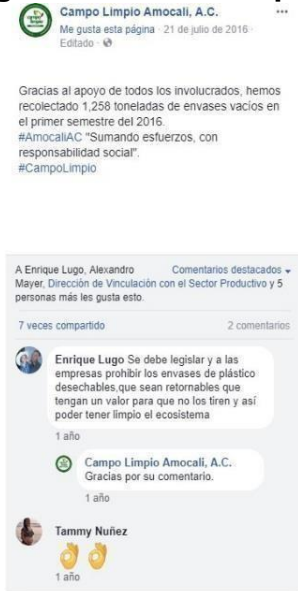 Campo Limpio Amocali, A.C.
Me gusta esta página · 21 de julio de 2016 ·
Editado ·
Gracias al apoyo de todos los involucrados, hemos
recolectado 1,258 toneladas de envases vacíos en
el primer semestre del 2016.
#AmocaliAC "Sumando esfuerzos, con
responsabilidad social".
#CampoLimpio
A Enrique Lugo, Alexandro
Mayer, Dirección de Vinculación con el Sector Productivo y 5
personas más les gusta esto.
Comentarios destacados
7 veces compartido
2 comentarios
Enrique Lugo Se debe legislar y a las
empresas prohibir los envases de plástico
desechables,que sean retornables que
tengan un valor para que no los tiren y así
poder tener limpio el ecosistema
1 año
Campo Limpio Amocali, A.C.
Gracias por su comentario.
1 año
Tammy Nuñez
👌👌
1 año